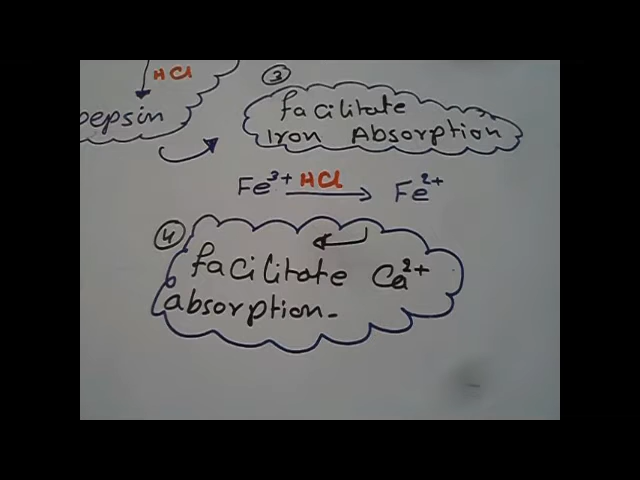 HCl
pepsin
③
facilitate
Iron Absorption
Fe³⁺ HCl → Fe²⁺
④
facilitate Ca²⁺
absorption.